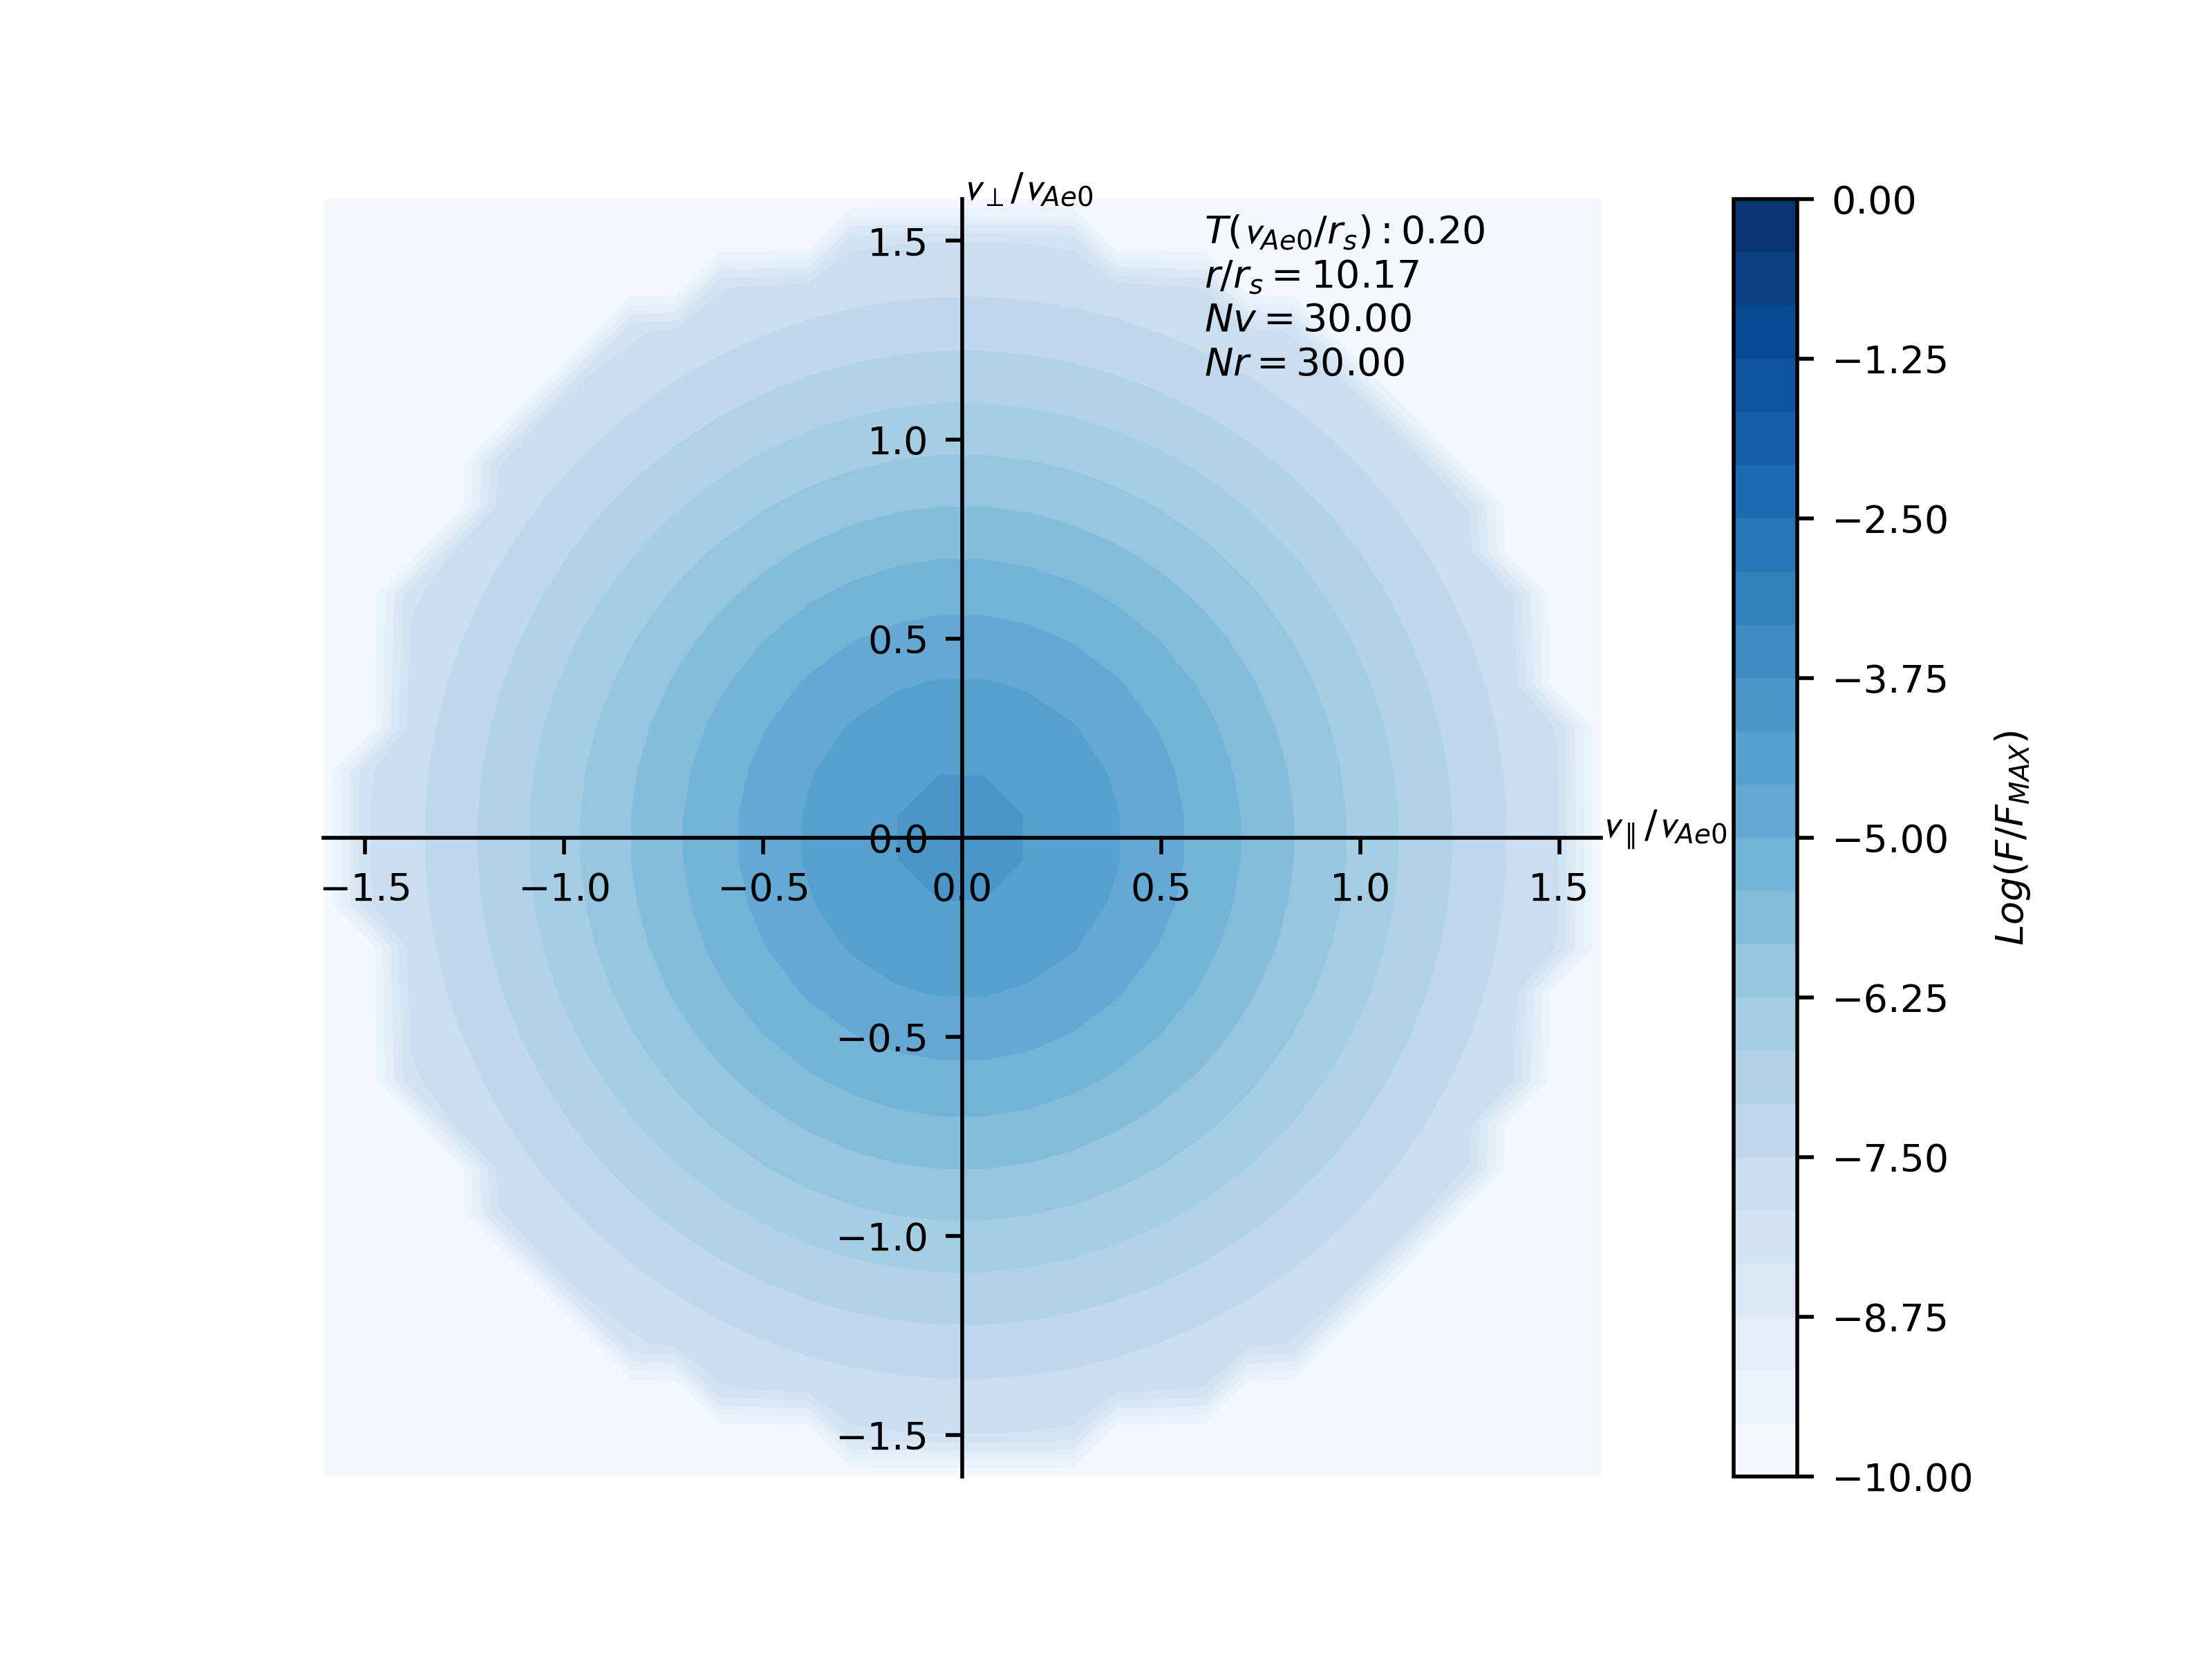 v⊥/vAe0
T(vAe0/rs) : 0.20
r/rs = 10.17
Nv = 30.00
Nr = 30.00
1.5
1.0
0.5
0.0
−0.5
−1.0
−1.5
−1.5 −1.0 −0.5 0.0 0.5 1.0 1.5
v∥/vAe0
0.00
−1.25
−2.50
−3.75
−5.00
−6.25
−7.50
−8.75
−10.00
Log(F/FMAX)